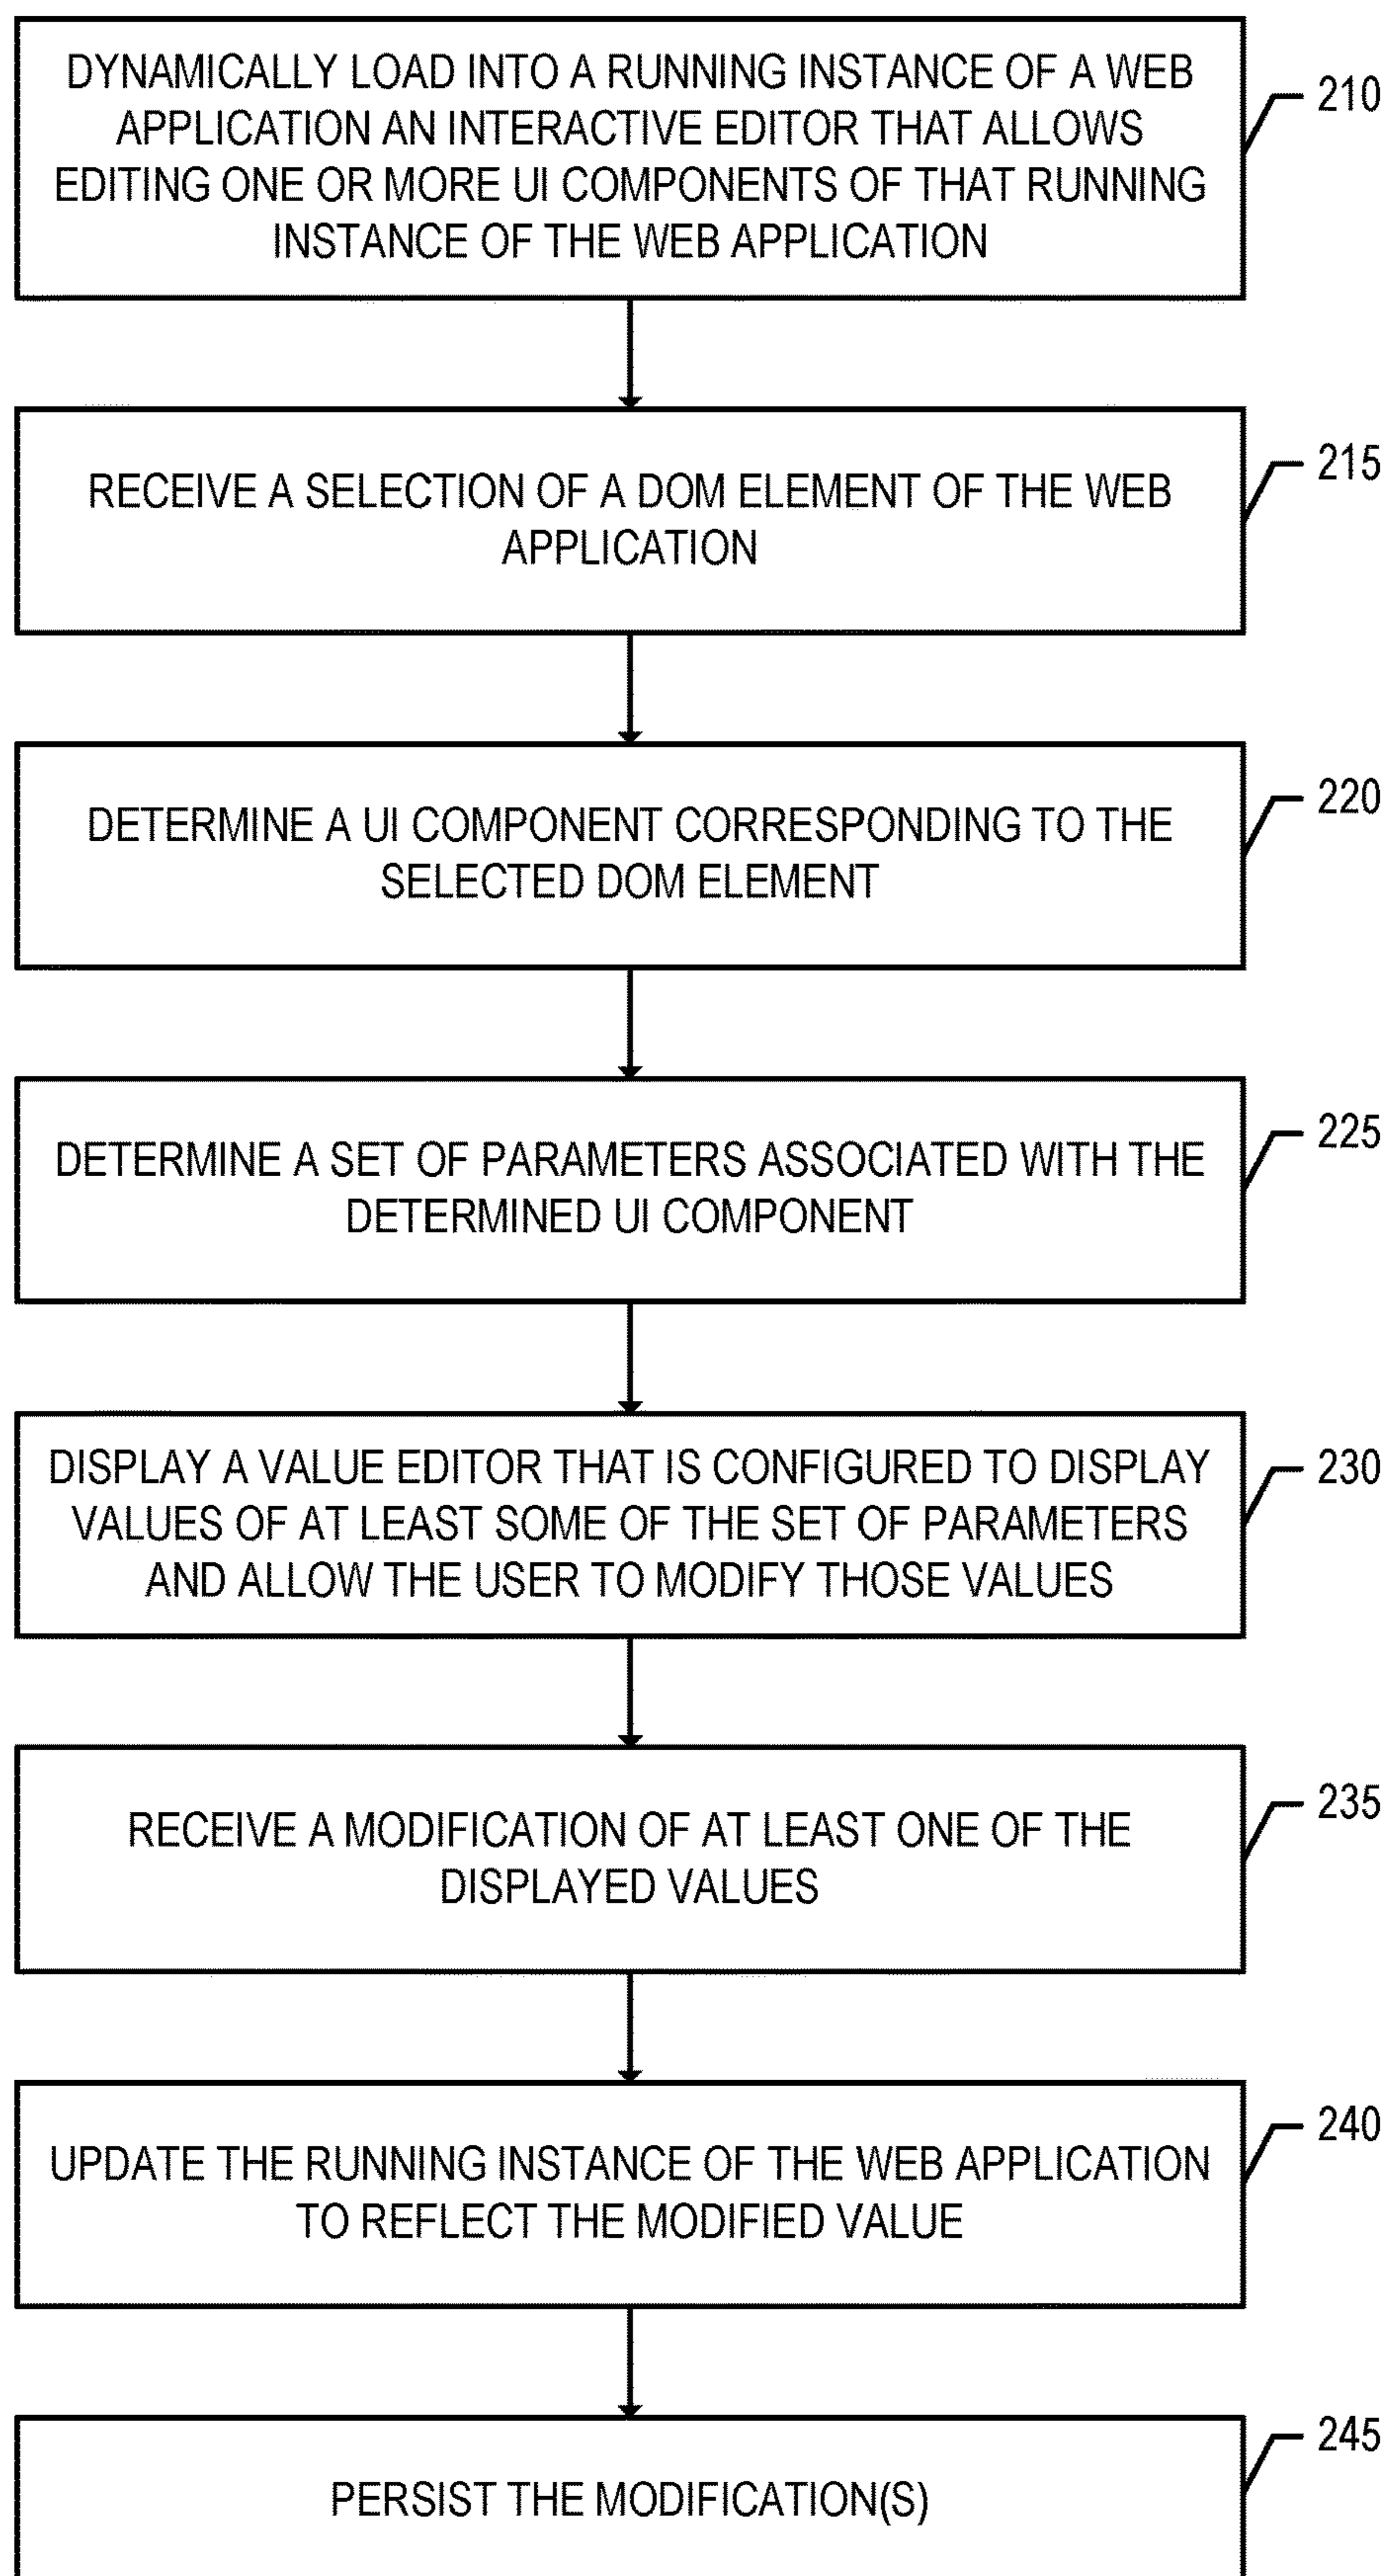 DYNAMICALLY LOAD INTO A RUNNING INSTANCE OF A WEB
APPLICATION AN INTERACTIVE EDITOR THAT ALLOWS
EDITING ONE OR MORE UI COMPONENTS OF THAT RUNNING
INSTANCE OF THE WEB APPLICATION
210
RECEIVE A SELECTION OF A DOM ELEMENT OF THE WEB
APPLICATION
215
DETERMINE A UI COMPONENT CORRESPONDING TO THE
SELECTED DOM ELEMENT
220
DETERMINE A SET OF PARAMETERS ASSOCIATED WITH THE
DETERMINED UI COMPONENT
225
DISPLAY A VALUE EDITOR THAT IS CONFIGURED TO DISPLAY
VALUES OF AT LEAST SOME OF THE SET OF PARAMETERS
AND ALLOW THE USER TO MODIFY THOSE VALUES
230
RECEIVE A MODIFICATION OF AT LEAST ONE OF THE
DISPLAYED VALUES
235
UPDATE THE RUNNING INSTANCE OF THE WEB APPLICATION
TO REFLECT THE MODIFIED VALUE
240
PERSIST THE MODIFICATION(S)
245